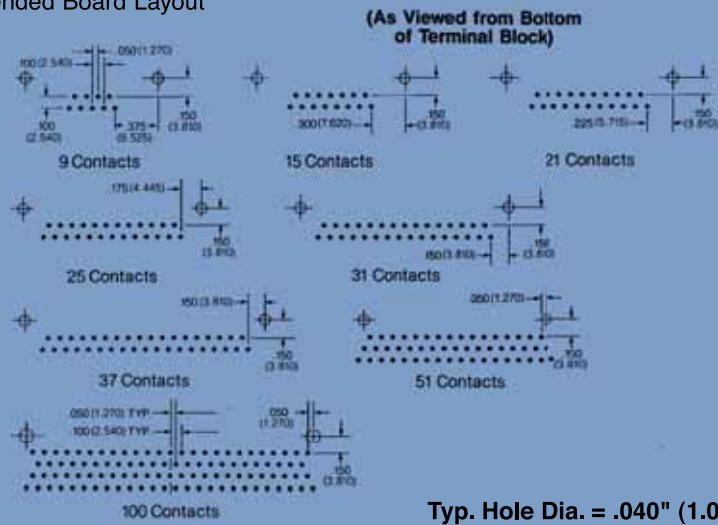 ended Board Layout
(As Viewed from Bottom
of Terminal Block)
.050 (1.270)
.100 (2.540)
.100
(2.540)
.375
(9.525)
.150
(3.810)
9 Contacts
.300 (7.620)
.150
(3.810)
15 Contacts
.225 (5.715)
.150
(3.810)
21 Contacts
.175 (4.445)
.150
(3.810)
25 Contacts
.150 (3.810)
.150
(3.810)
31 Contacts
.150 (3.810)
.150
(3.810)
37 Contacts
.050 (1.270)
.150
(3.810)
51 Contacts
.050 (1.270) TYP.
.100 (2.540) TYP.
.050
(1.270)
.150
(3.810)
100 Contacts
Typ. Hole Dia. = .040" (1.0